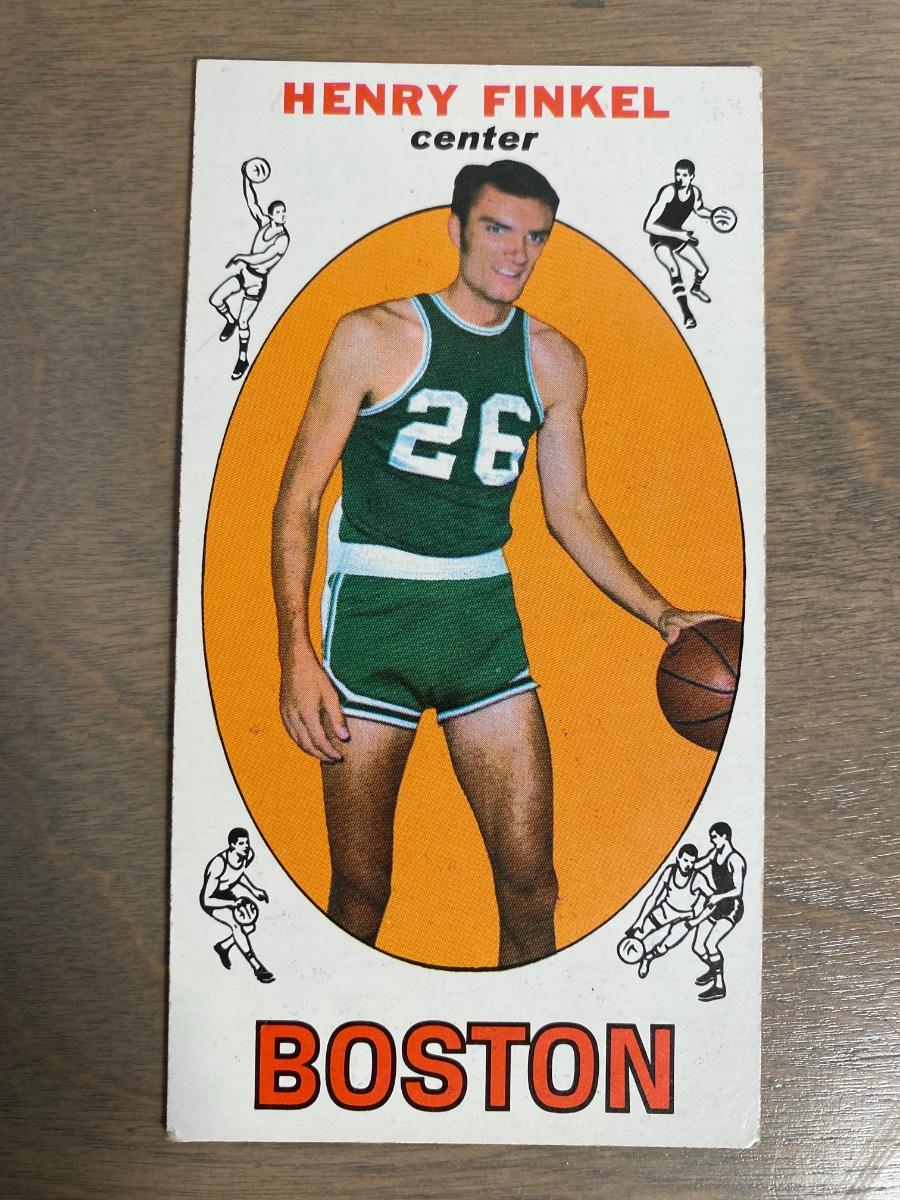 HENRY FINKEL
center
26
BOSTON